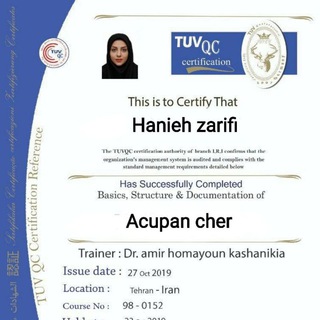 TUV QC
TUVQC
certification
This is to Certify That
Hanieh zarifi
The TUVQC certification authority of branch I.R.I confirms that the
organization's management system is audited and complies with the
standard management requirements detailed below
Has Successfully Completed
Basics, Structure & Documentation of
Acupan cher
Trainer : Dr. amir homayoun kashanikia
Issue date : 27 Oct 2019
Location : Tehran - Iran
Course No : 98 - 0152
TUV QC Certification Reference